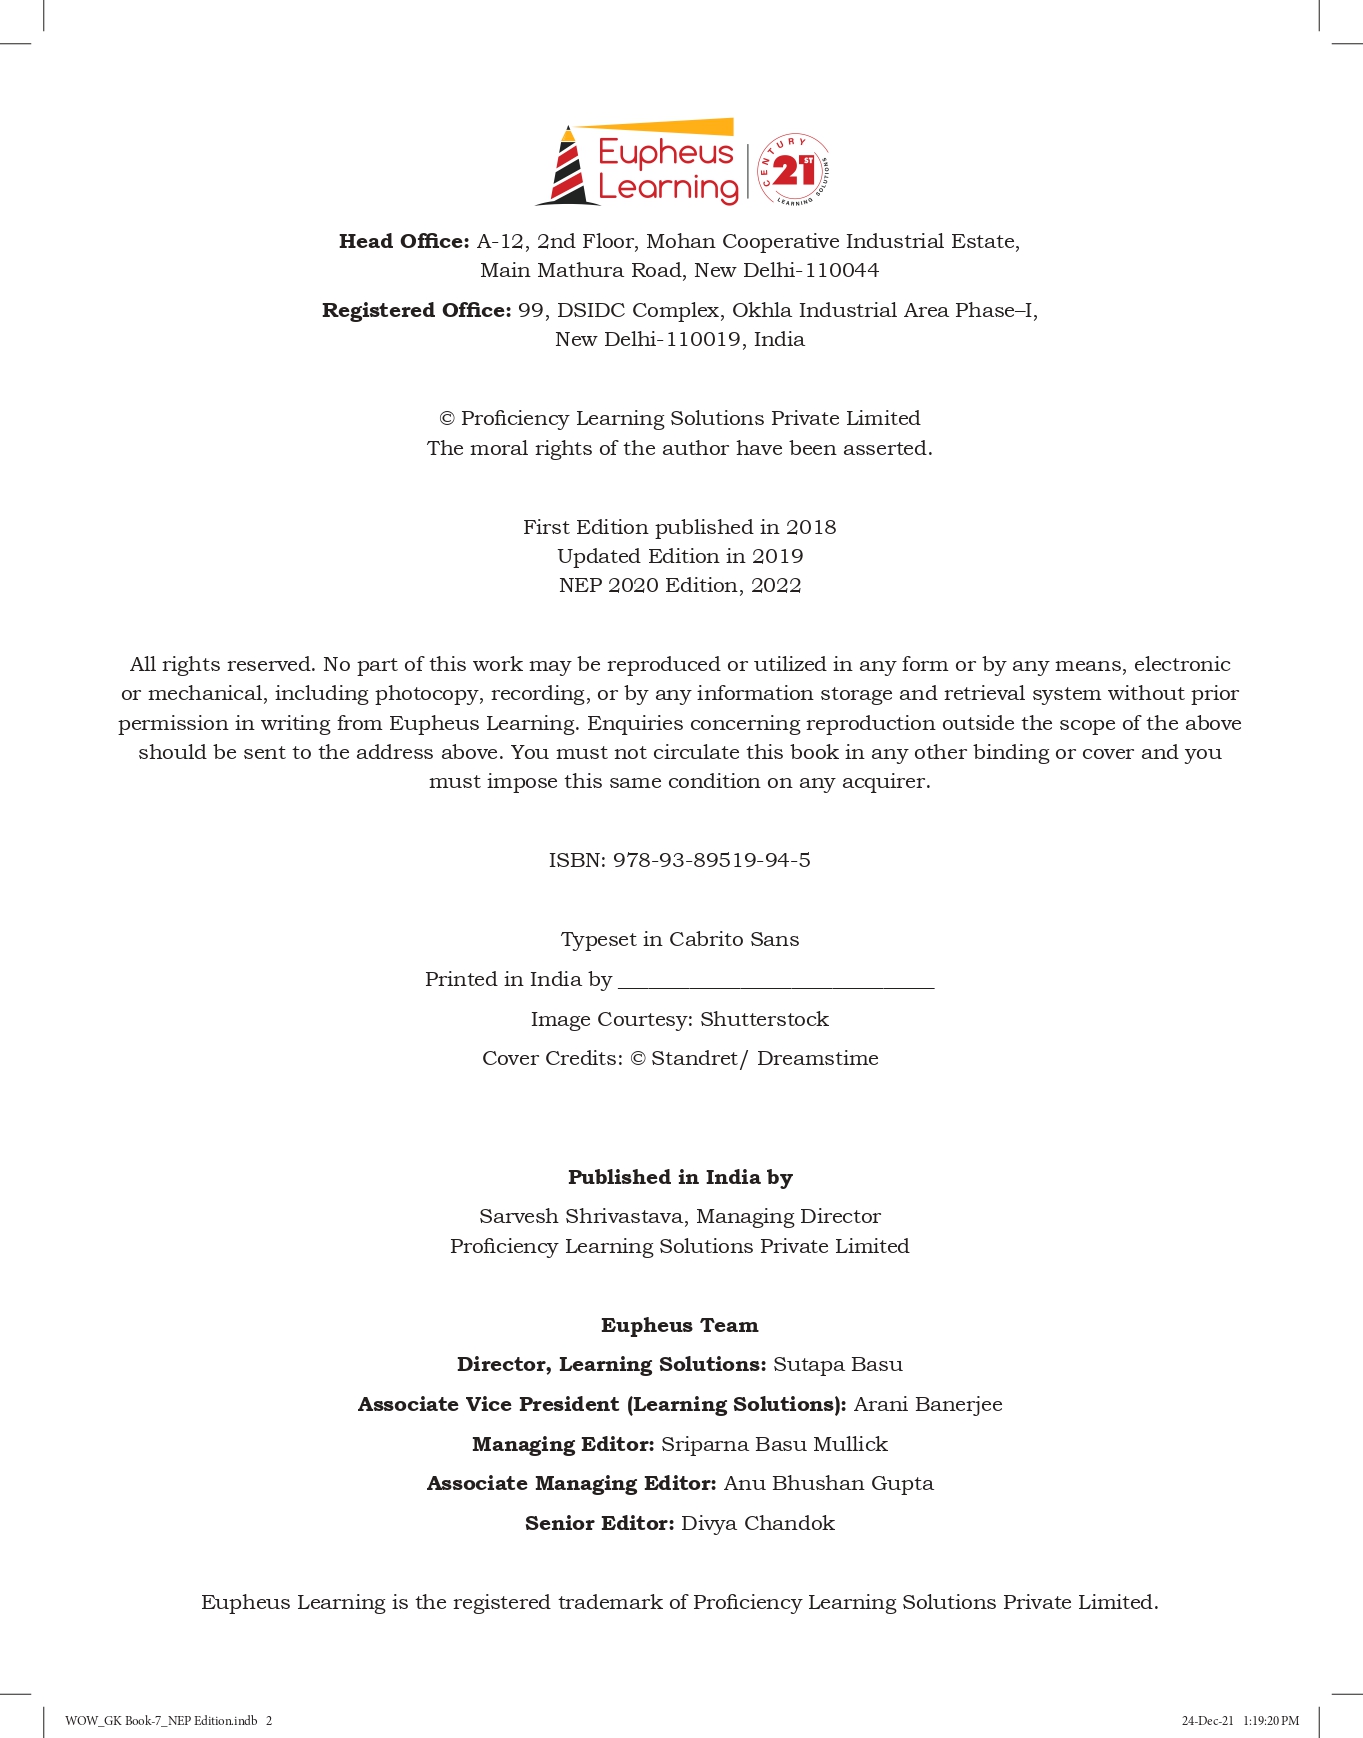 Eupheus
Learning
CENTURY
21ST
LEARNING SOLUTIONS
Head Office: A-12, 2nd Floor, Mohan Cooperative Industrial Estate,
Main Mathura Road, New Delhi-110044
Registered Office: 99, DSIDC Complex, Okhla Industrial Area Phase–I,
New Delhi-110019, India
© Proficiency Learning Solutions Private Limited
The moral rights of the author have been asserted.
First Edition published in 2018
Updated Edition in 2019
NEP 2020 Edition, 2022
All rights reserved. No part of this work may be reproduced or utilized in any form or by any means, electronic
or mechanical, including photocopy, recording, or by any information storage and retrieval system without prior
permission in writing from Eupheus Learning. Enquiries concerning reproduction outside the scope of the above
should be sent to the address above. You must not circulate this book in any other binding or cover and you
must impose this same condition on any acquirer.
ISBN: 978-93-89519-94-5
Typeset in Cabrito Sans
Printed in India by ______________________________
Image Courtesy: Shutterstock
Cover Credits: © Standret/ Dreamstime
Published in India by
Sarvesh Shrivastava, Managing Director
Proficiency Learning Solutions Private Limited
Eupheus Team
Director, Learning Solutions: Sutapa Basu
Associate Vice President (Learning Solutions): Arani Banerjee
Managing Editor: Sriparna Basu Mullick
Associate Managing Editor: Anu Bhushan Gupta
Senior Editor: Divya Chandok
Eupheus Learning is the registered trademark of Proficiency Learning Solutions Private Limited.
WOW_GK Book-7_NEP Edition.indb 2
24-Dec-21 1:19:20 PM